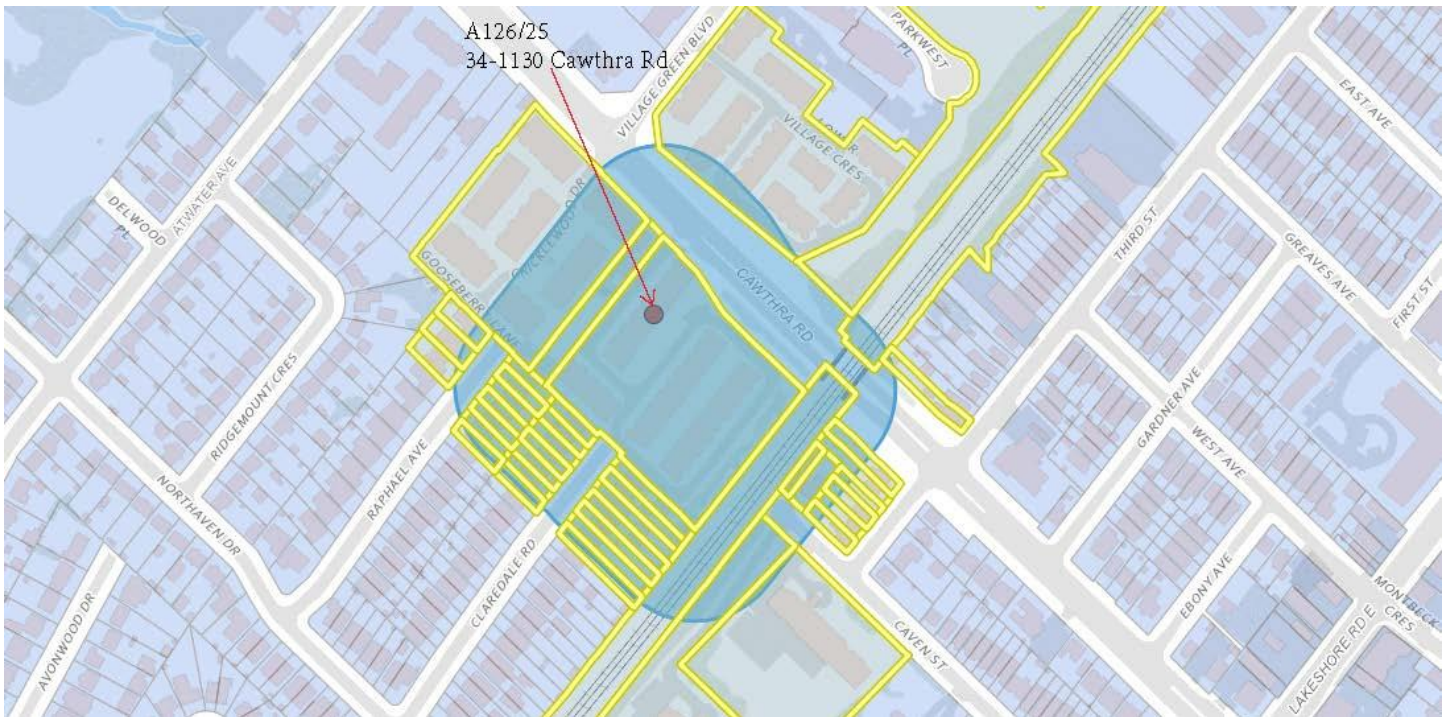 A126/25
34-1130 Cawthra Rd
PARKWEST
PL
VILLAGE GREEN BLVD
VILLAGE CRES
EAST AVE
ATWATER AVE
DELWOOD
PL
CRICKLEWOOD DR
GOOSEBERRY LANE
CAWTHRA RD
THIRD ST
GREAVES AVE
FIRST ST
RIDGEMOUNT CRES
RAPHAEL AVE
NORTHAVEN DR
CLAREDALE RD
AVONWOOD DR
GARDNER AVE
WEST AVE
EBONY AVE
MONTBECK
CRES
CAVEN ST
LAKESHORE RD E